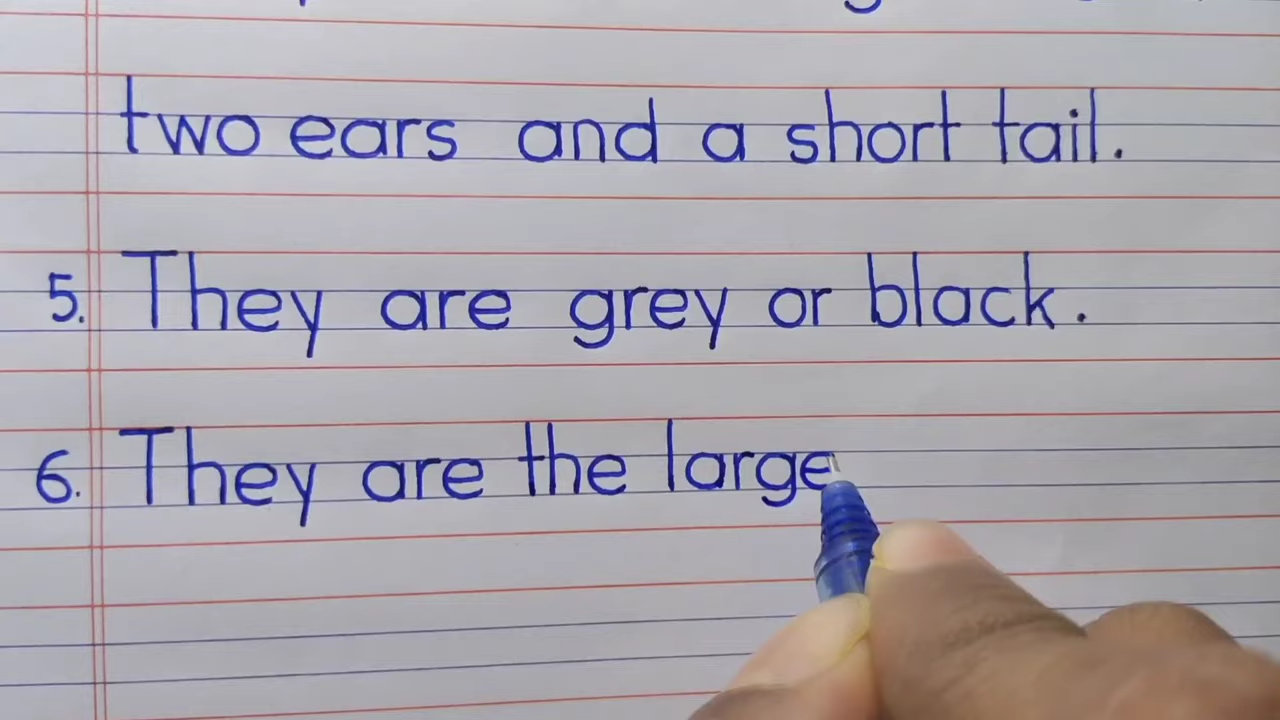 two ears and a short tail.
5. They are grey or black.
6. They are the large